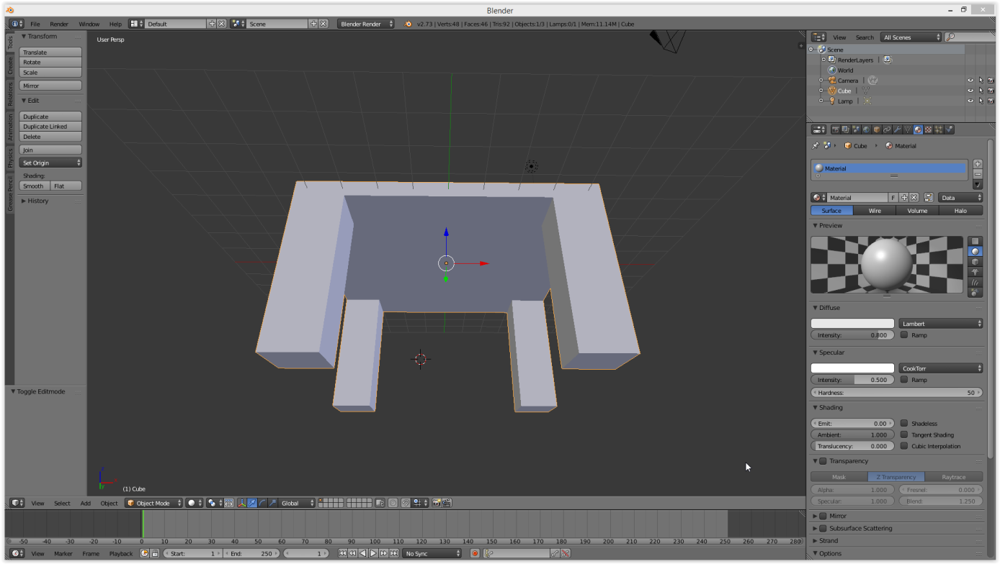 Blender
File Render Window Help Default Scene Blender Render v2.73 | Verts:48 | Faces:46 | Tris:92 | Objects:1/3 | Lamps:0/1 | Mem:11.14M | Cube
Tools
Create
Relations
Animation
Physics
Grease Pencil
Transform
Translate
Rotate
Scale
Mirror
Edit
Duplicate
Duplicate Linked
Delete
Join
Set Origin
Shading:
Smooth Flat
History
Toggle Editmode
User Persp
z
x
y
(1) Cube
View Select Add Object Object Mode Global
-50 -40 -30 -20 -10 0 10 20 30 40 50 60 70 80 90 100 110 120 130 140 150 160 170 180 190 200 210 220 230 240 250 260 270 280
View Marker Frame Playback Start: 1 End: 250 1 No Sync
View Search All Scenes
Scene
RenderLayers |
World
Camera |
Cube |
Lamp |
Cube Material
Material
Material F Data
Surface Wire Volume Halo
Preview
Diffuse
Lambert
Intensity: 0.800 Ramp
Specular
CookTorr
Intensity: 0.500 Ramp
Hardness: 50
Shading
Emit: 0.00 Shadeless
Ambient: 1.000 Tangent Shading
Translucency: 0.000 Cubic Interpolation
Transparency
Mask Z Transparency Raytrace
Alpha: 1.000 Fresnel: 0.000
Specular: 1.000 Blend: 1.250
Mirror
Subsurface Scattering
Strand
Options